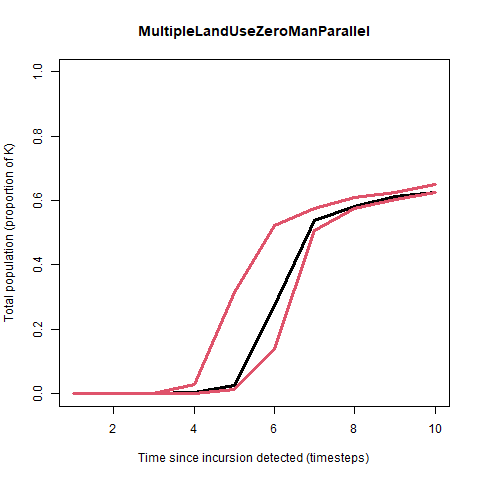 MultipleLandUseZeroManParallel
Total population (proportion of K)
1.0
0.8
0.6
0.4
0.2
0.0
2 4 6 8 10
Time since incursion detected (timesteps)